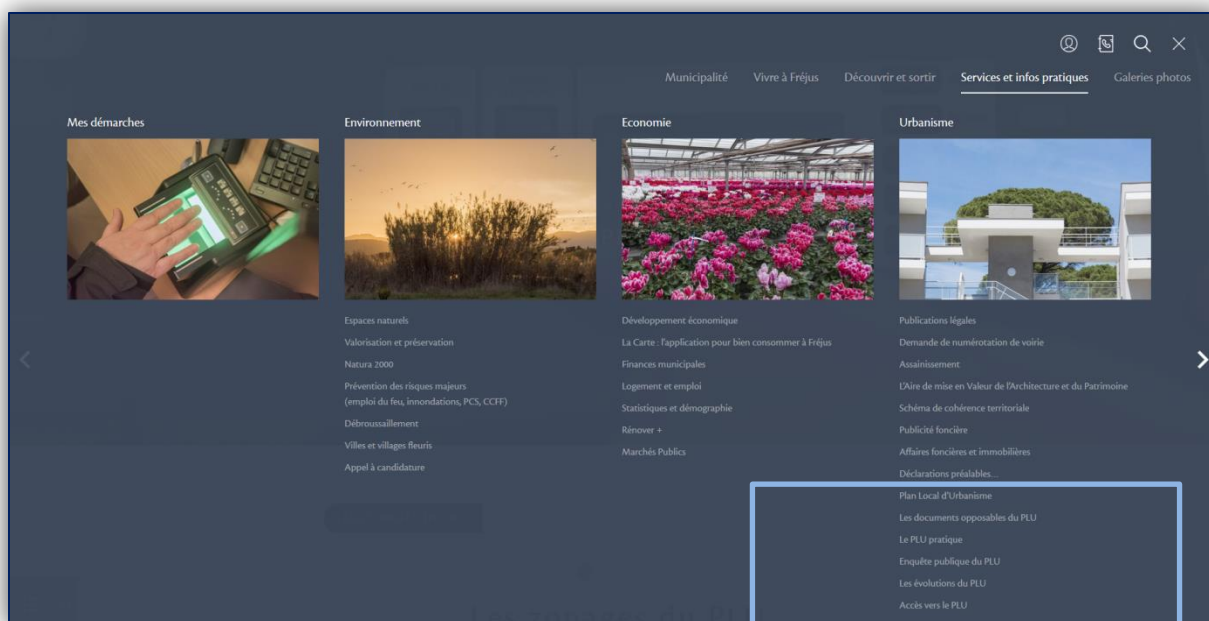 Municipalité Vivre à Fréjus Découvrir et sortir Services et infos pratiques Galeries photos
Mes démarches
Environnement
Espaces naturels
Valorisation et préservation
Natura 2000
Prévention des risques majeurs
(emploi du feu, innondations, PCS, CCFF)
Débroussaillement
Villes et villages fleuris
Appel à candidature
Economie
Développement économique
La Carte : l'application pour bien consommer à Fréjus
Finances municipales
Logement et emploi
Statistiques et démographie
Rénover +
Marchés Publics
Urbanisme
Publications légales
Demande de numérotation de voirie
Assainissement
L'Aire de mise en Valeur de l'Architecture et du Patrimoine
Schéma de cohérence territoriale
Publicité foncière
Affaires foncières et immobilières
Déclarations préalables...
Plan Local d'Urbanisme
Les documents opposables du PLU
Le PLU pratique
Enquête publique du PLU
Les évolutions du PLU
Accès vers le PLU